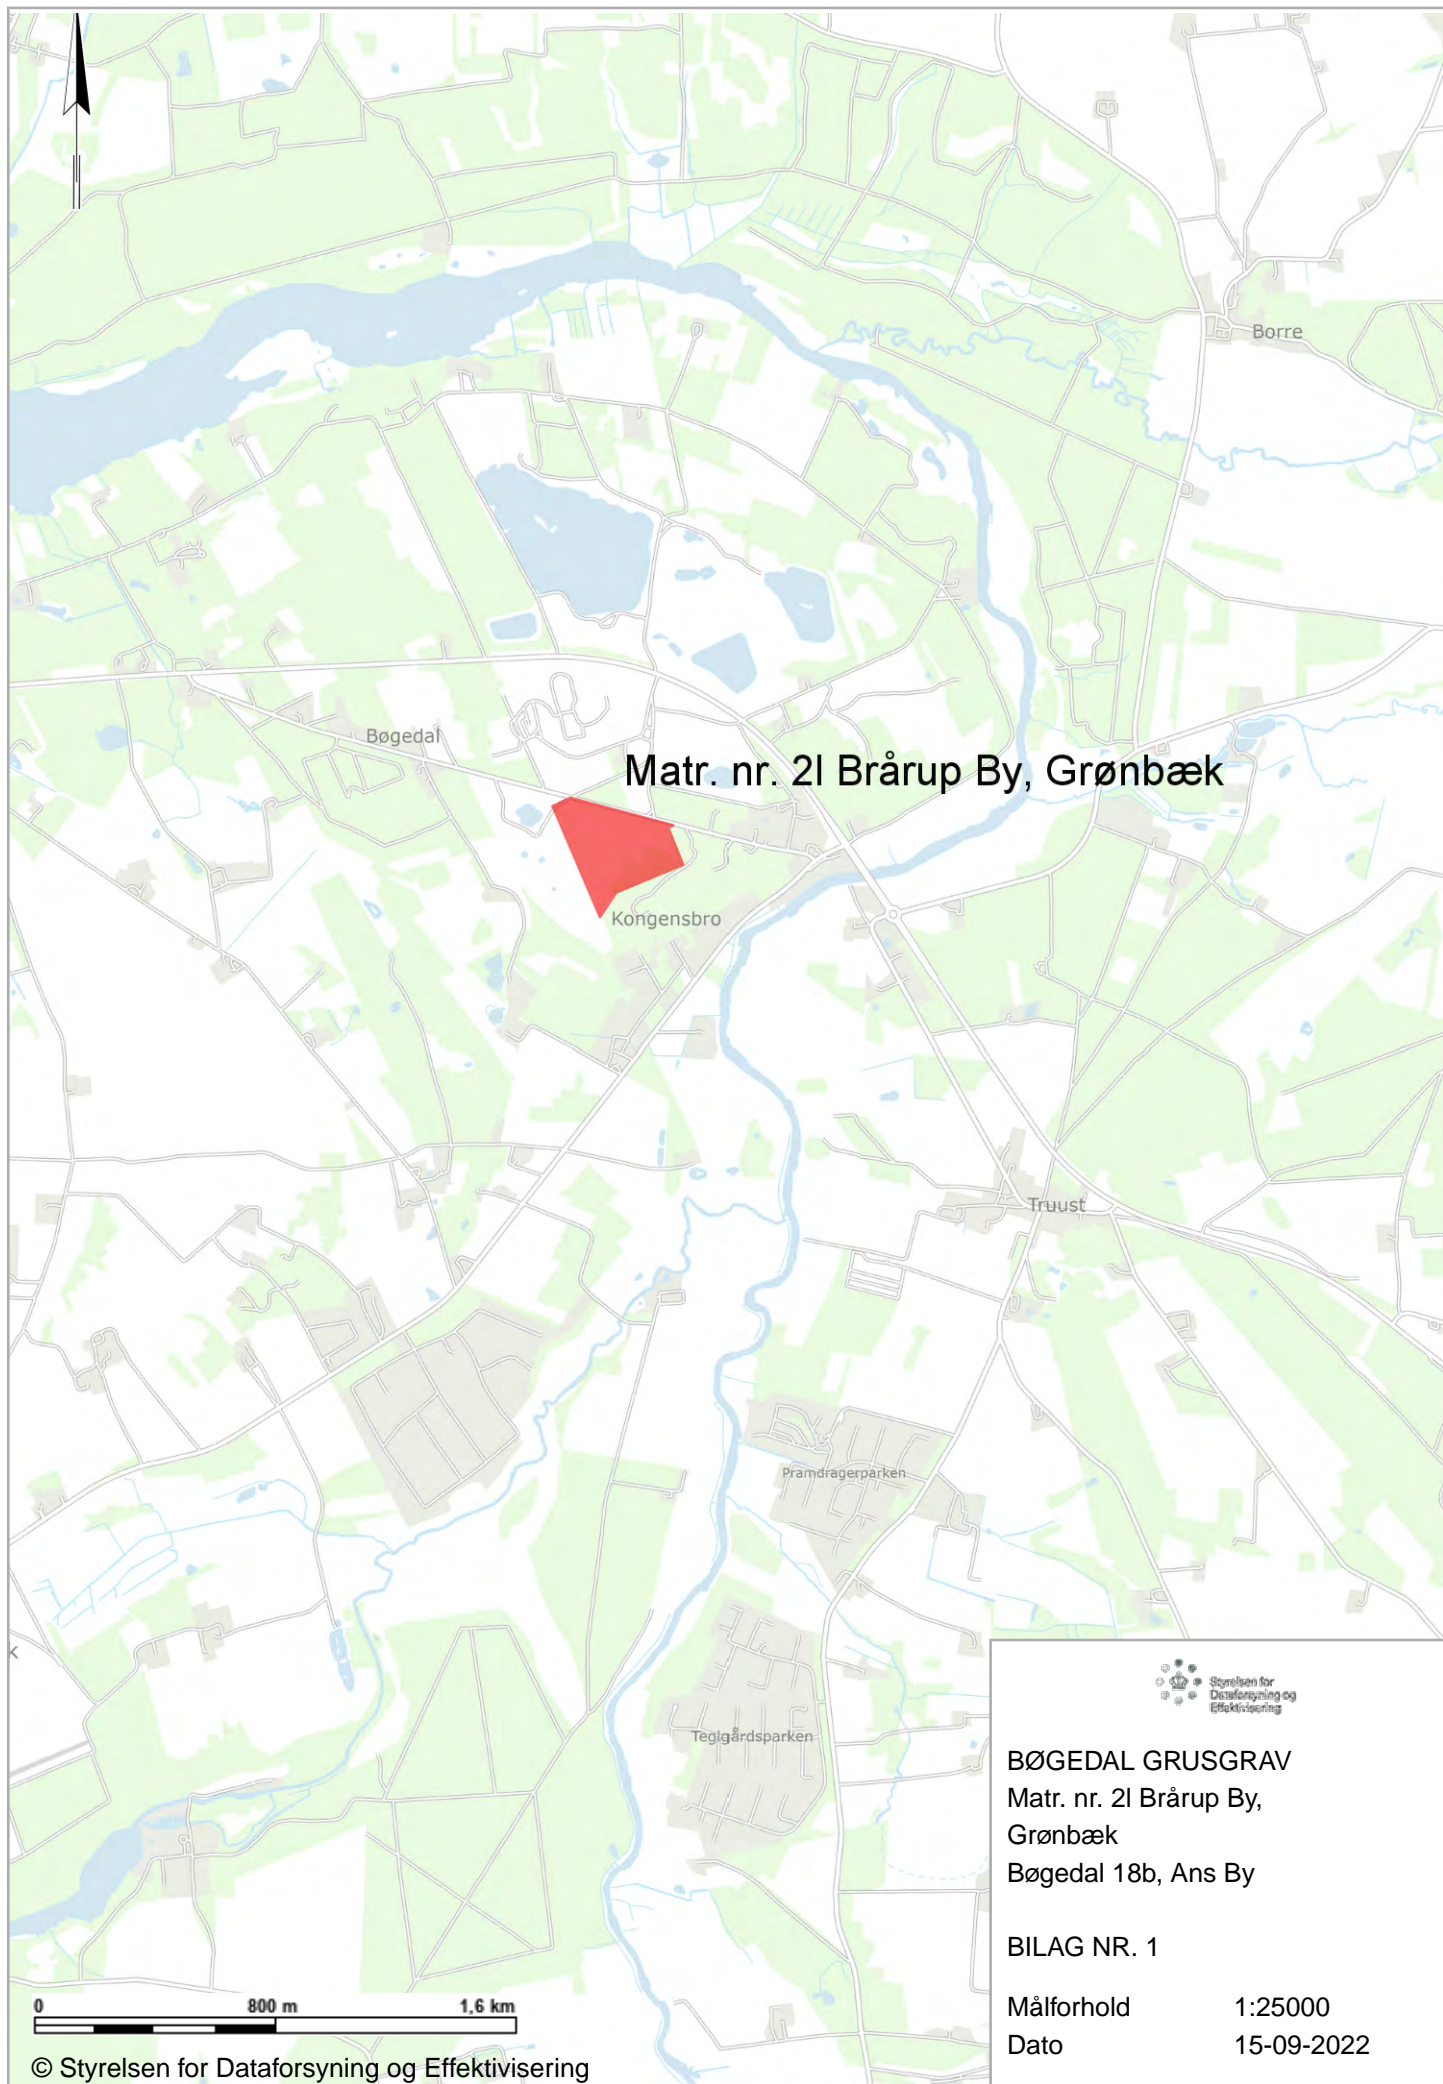 Borre
Bøgedal
Matr. nr. 2l Brårup By, Grønbæk
Kongensbro
Truust
Pramdragerparken
k
Teglgårdsparken
Styrelsen for
Dataforsyning og
Effektivisering
BØGEDAL GRUSGRAV
Matr. nr. 2l Brårup By,
Grønbæk
Bøgedal 18b, Ans By
BILAG NR. 1
Målforhold 1:25000
Dato 15-09-2022
0 800 m 1,6 km
© Styrelsen for Dataforsyning og Effektivisering